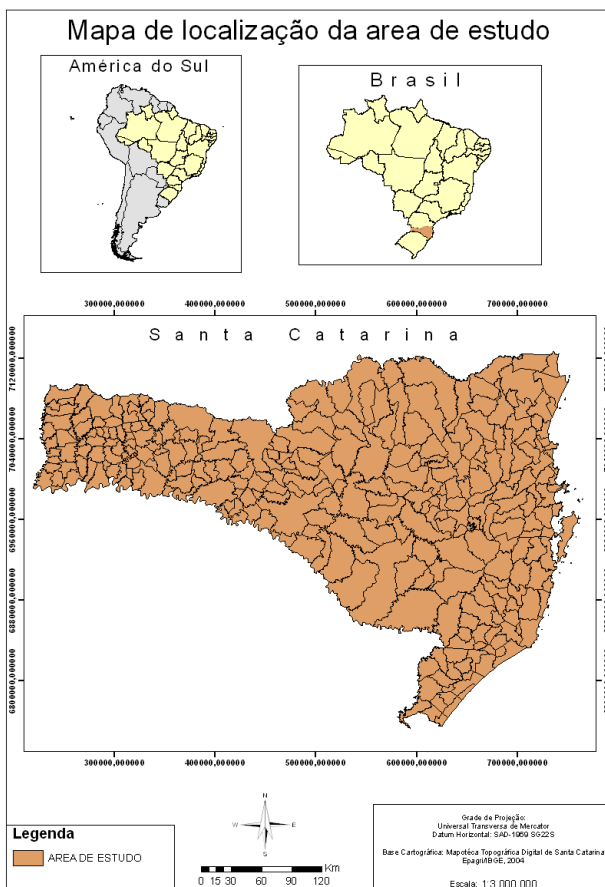 Mapa de localização da area de estudo
América do Sul
Brasil
300000,000000 400000,000000 500000,000000 600000,000000 700000,000000
Santa Catarina
7120000,000000
7040000,000000
6960000,000000
6880000,000000
6800000,000000
300000,000000 400000,000000 500000,000000 600000,000000 700000,000000
Legenda
AREA DE ESTUDO
N
W E
S
Km
0 15 30 60 90 120
Grade de Projeção:
Universal Transversa de Mercator
Datum Horizontal: SAD-1969 SG22S
Base Cartográfica: Mapotéca Topográfica Digital de Santa Catarina
Epagri/IBGE, 2004
Escala: 1:3.000.000